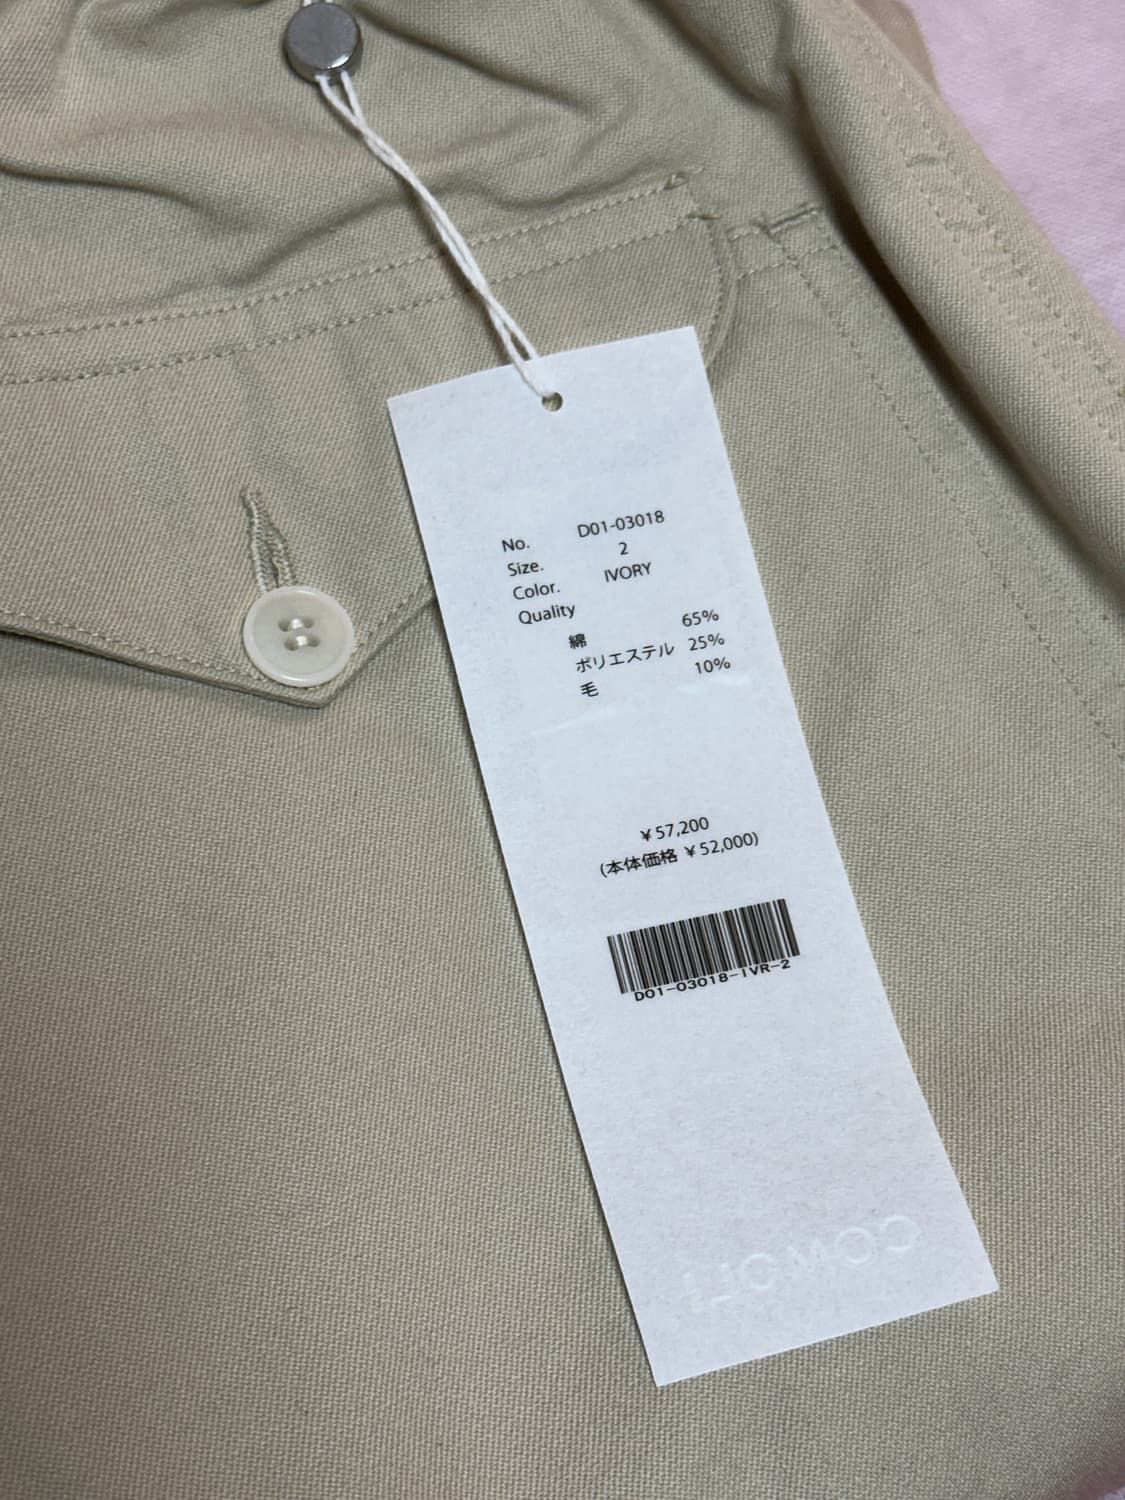 No. D01-03018
Size. 2
Color. IVORY
Quality
綿 65%
ポリエステル 25%
毛 10%
¥57,200
(本体価格 ¥52,000)
D01-03018-IVR-2
COMOLI